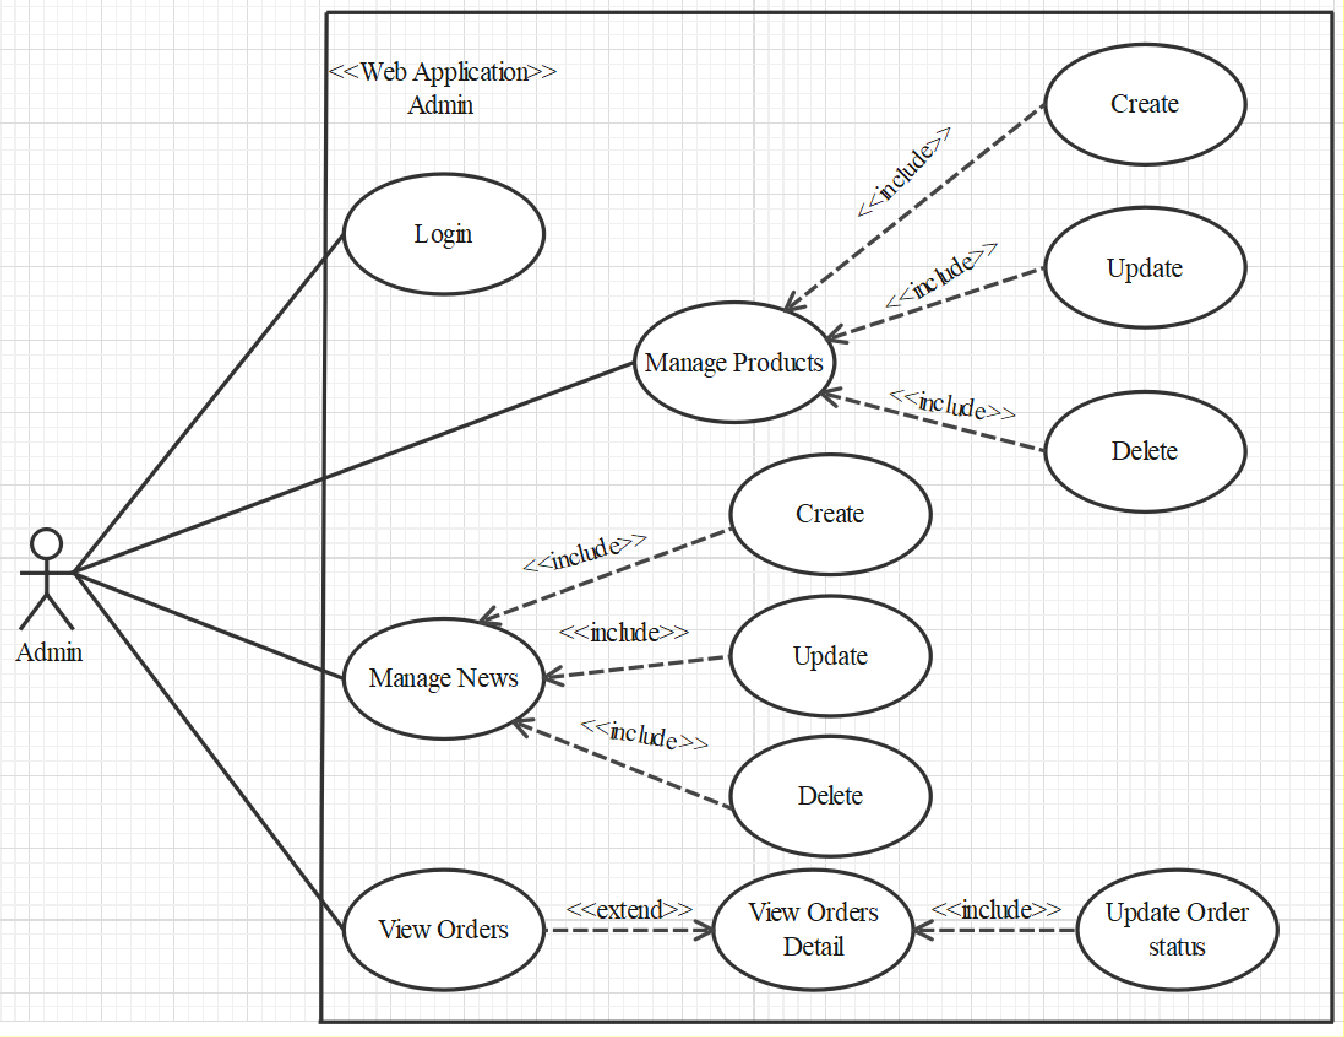 <<Web Application>>
Admin
Create
<<include>>
Login
Update
<<include>>
Manage Products
<<include>>
Delete
Create
<<include>>
Admin
<<include>>
Update
Manage News
<<include>>
Delete
View Orders
<<extend>>
View Orders
Detail
<<include>>
Update Order
status